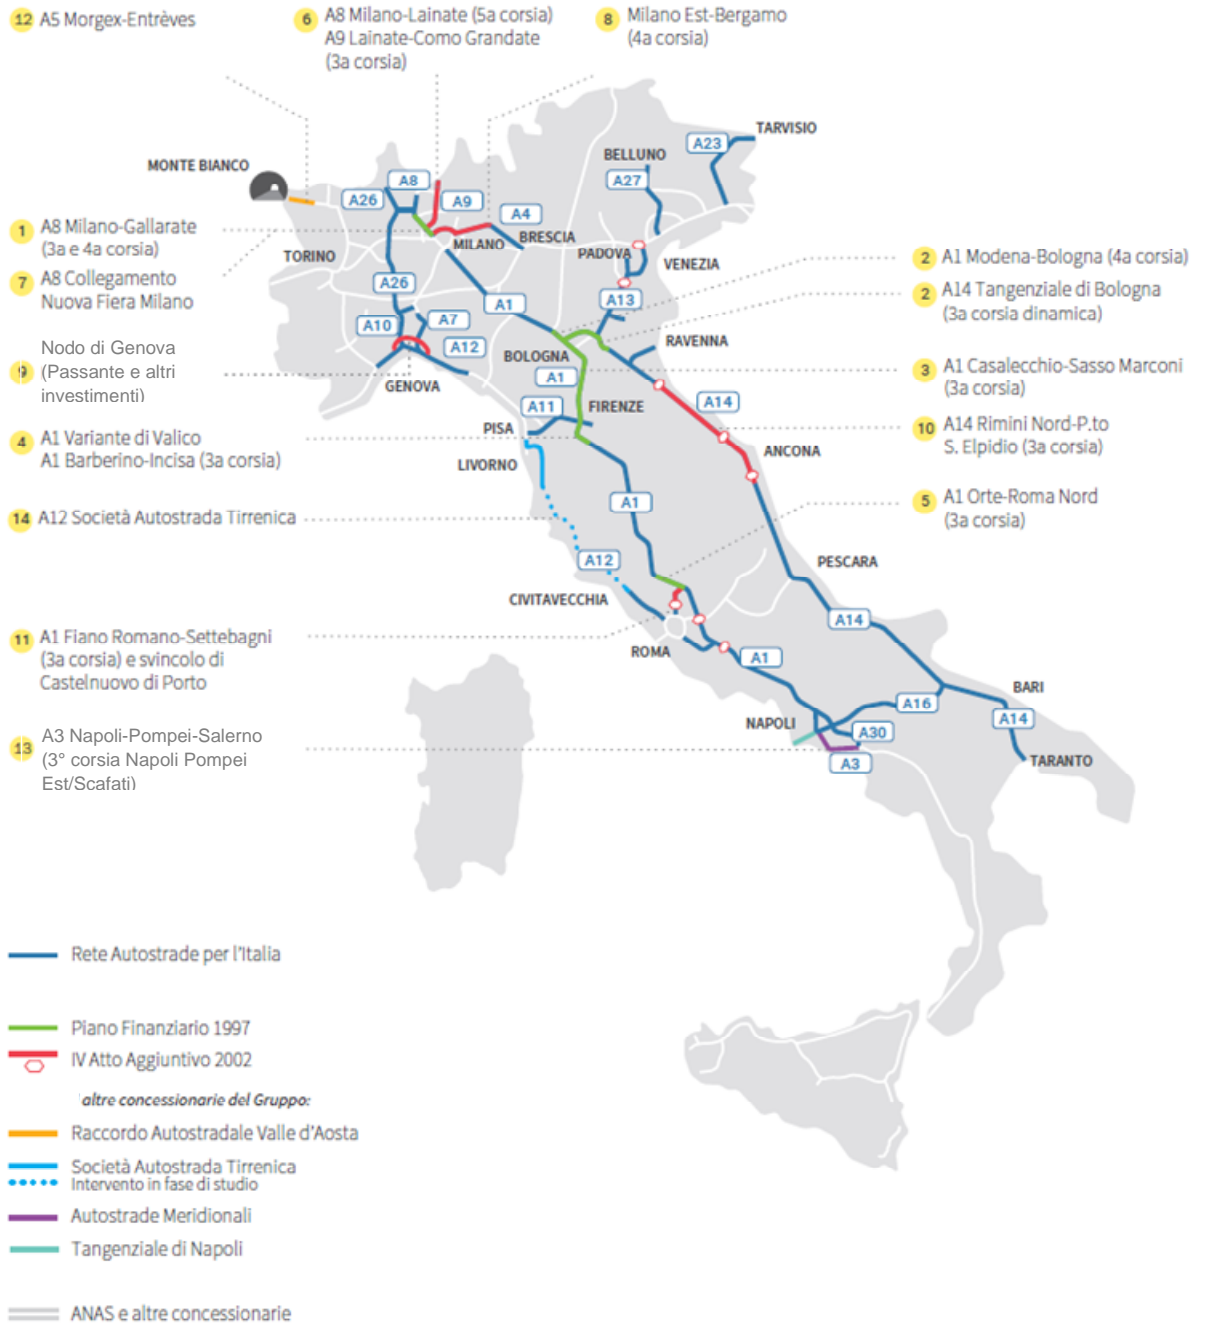 12 A5 Morgex-Entrèves
6 A8 Milano-Lainate (5a corsia)
A9 Lainate-Como Grandate
(3a corsia)
8 Milano Est-Bergamo
(4a corsia)
TARVISIO
A23
BELLUNO
A27
MONTE BIANCO
A8
A26
A9
A4
BRESCIA
MILANO
1 A8 Milano-Gallarate
(3a e 4a corsia)
TORINO
PADOVA
VENEZIA
2 A1 Modena-Bologna (4a corsia)
7 A8 Collegamento
Nuova Fiera Milano
A26
A1
A13
2 A14 Tangenziale di Bologna
(3a corsia dinamica)
A10
A7
A12
RAVENNA
BOLOGNA
9 Nodo di Genova
(Passante e altri
investimenti)
GENOVA
A1
3 A1 Casalecchio-Sasso Marconi
(3a corsia)
A11
FIRENZE
A14
PISA
10 A14 Rimini Nord-P.to
S. Elpidio (3a corsia)
4 A1 Variante di Valico
A1 Barberino-Incisa (3a corsia)
LIVORNO
ANCONA
A1
5 A1 Orte-Roma Nord
(3a corsia)
14 A12 Società Autostrada Tirrenica
A12
PESCARA
CIVITAVECCHIA
A14
11 A1 Fiano Romano-Settebagni
(3a corsia) e svincolo di
Castelnuovo di Porto
ROMA
A1
BARI
A16
A14
NAPOLI
A30
13 A3 Napoli-Pompei-Salerno
(3° corsia Napoli Pompei
Est/Scafati)
A3
TARANTO
Rete Autostrade per l'Italia
Piano Finanziario 1997
IV Atto Aggiuntivo 2002
altre concessionarie del Gruppo:
Raccordo Autostradale Valle d'Aosta
Società Autostrada Tirrenica
Intervento in fase di studio
Autostrade Meridionali
Tangenziale di Napoli
ANAS e altre concessionarie